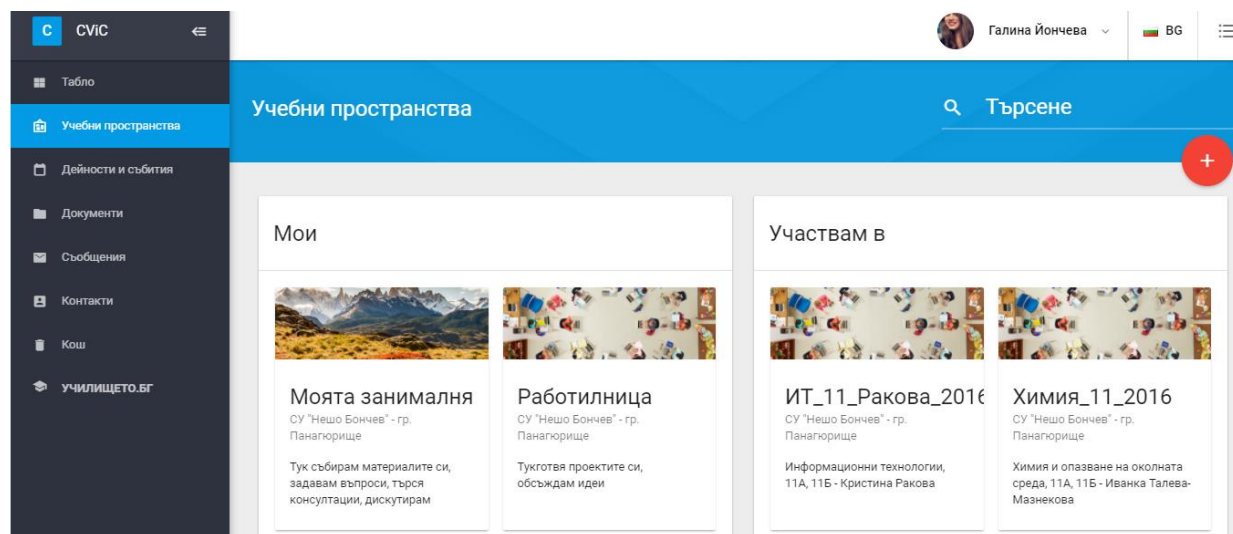 C CViC
Галина Йончева
BG
Табло
Учебни пространства
Дейности и събития
Документи
Съобщения
Контакти
Кош
УЧИЛИЩЕТО.БГ
Учебни пространства
Търсене
+
Мои
Моята занималня
СУ "Нешо Бончев" - гр.
Панагюрище
Тук събирам материалите си,
задавам въпроси, търся
консултации, дискутирам
Работилница
СУ "Нешо Бончев" - гр.
Панагюрище
Тукготвя проектите си,
обсъждам идеи
Участвам в
ИТ_11_Ракова_2016
СУ "Нешо Бончев" - гр.
Панагюрище
Информационни технологии,
11А, 11Б - Кристина Ракова
Химия_11_2016
СУ "Нешо Бончев" - гр.
Панагюрище
Химия и опазване на околната
среда, 11А, 11Б - Иванка Талева-
Мазнекова